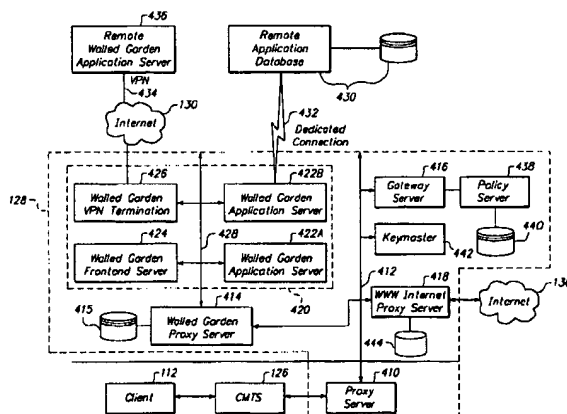 436
Remote
Walled Garden
Application Server
VPN
434
130
Internet
Remote
Application
Database
430
432
Dedicated
Connection
128
426
Walled Garden
VPN Termination
422B
Walled Garden
Application Server
424
Walled Garden
Frontend Server
428
422A
Walled Garden
Application Server
420
416
Gateway
Server
438
Policy
Server
440
Keymaster
442
412
418
WWW Internet
Proxy Server
444
Internet
130
414
415
Walled Garden
Proxy Server
112
Client
126
CMTS
410
Proxy
Server